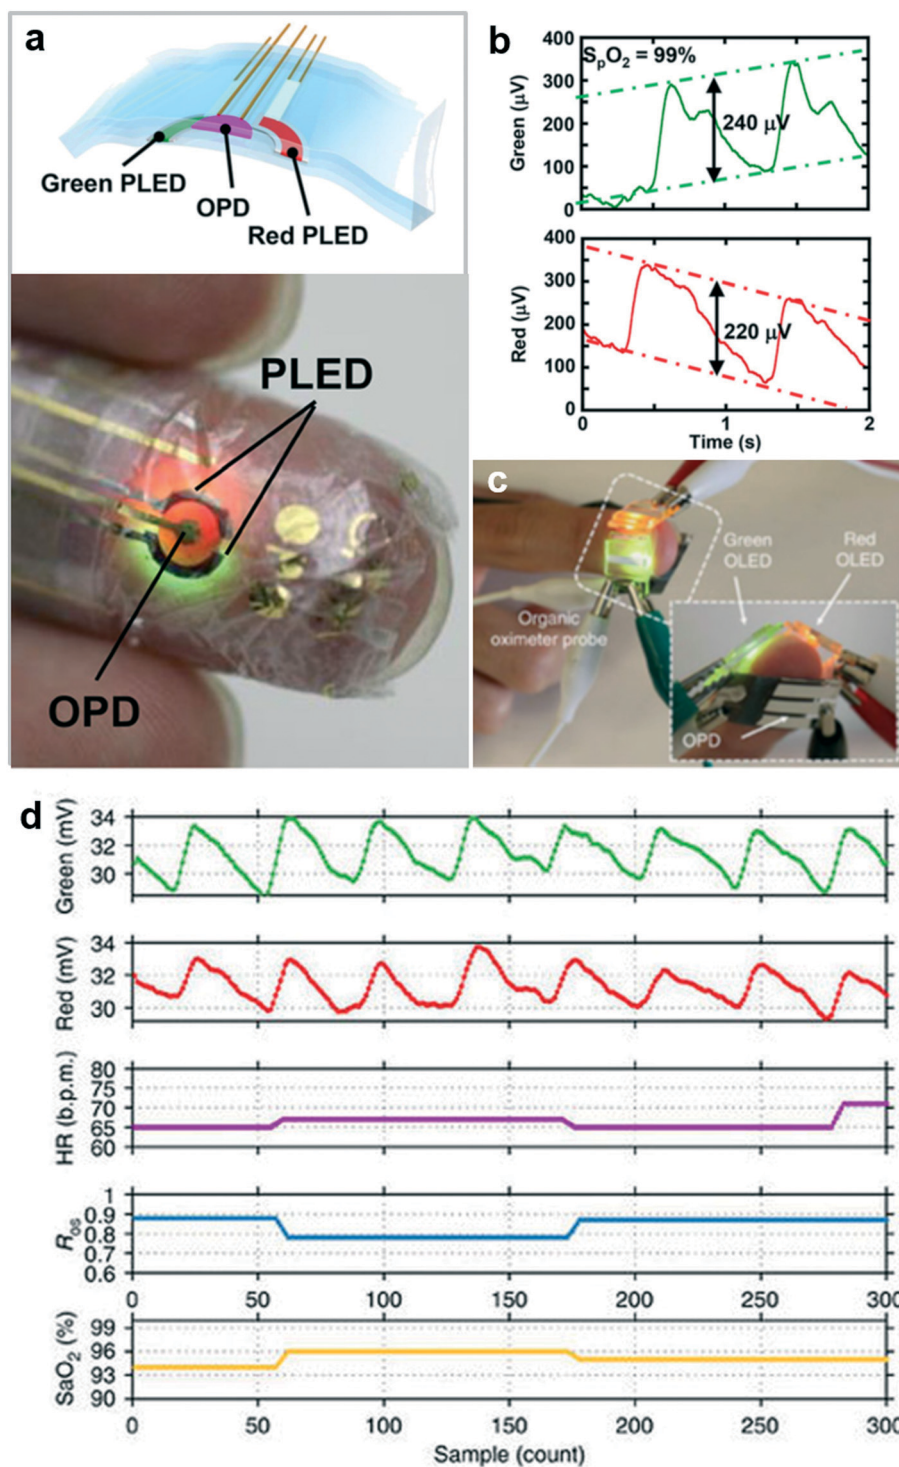 a
Green PLED
OPD
Red PLED
PLED
OPD
b
SpO2 = 99%
Green (μV)
400
300
200
100
0
240 μV
Red (μV)
400
300
200
100
0
220 μV
0
1
2
Time (s)
c
Green
OLED
Red
OLED
Organic
oximeter probe
OPD
d
Green (mV)
34
32
30
Red (mV)
34
32
30
HR (b.p.m.)
80
75
70
65
60
Ros
1
0.9
0.8
0.7
0.6
0
50
100
150
200
250
300
SaO2 (%)
99
96
93
90
0
50
100
150
200
250
300
Sample (count)